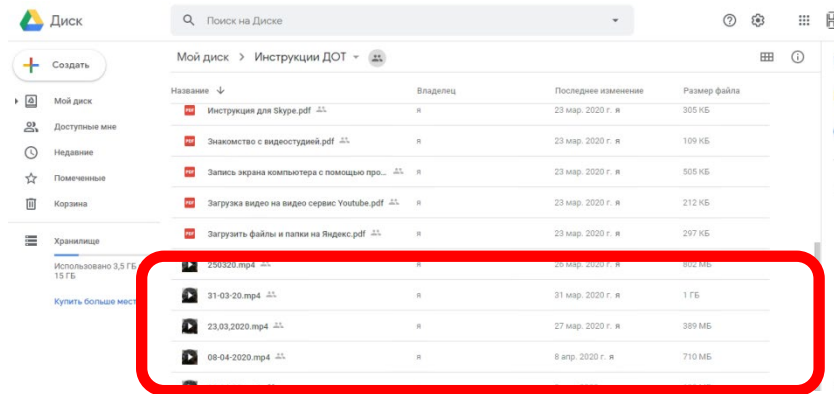 Диск
Поиск на Диске
Создать
Мой диск
Доступные мне
Недавние
Помеченные
Корзина
Хранилище
Использовано 3,5 ГБ
15 ГБ
Купить больше мест
Мой диск > Инструкции ДОТ
Название ↓ Владелец Последнее изменение Размер файла
PDF Инструкция для Skype.pdf я 23 мар. 2020 г. я 305 КБ
PDF Знакомство с видеостудией.pdf я 23 мар. 2020 г. я 109 КБ
PDF Запись экрана компьютера с помощью про... я 23 мар. 2020 г. я 505 КБ
PDF Загрузка видео на видео сервис Youtube.pdf я 23 мар. 2020 г. я 212 КБ
PDF Загрузить файлы и папки на Яндекс.pdf я 23 мар. 2020 г. я 297 КБ
250320.mp4 я 26 мар. 2020 г. я 802 МБ
31-03-20.mp4 я 31 мар. 2020 г. я 1 ГБ
23,03,2020.mp4 я 27 мар. 2020 г. я 389 МБ
08-04-2020.mp4 я 8 апр. 2020 г. я 710 МБ